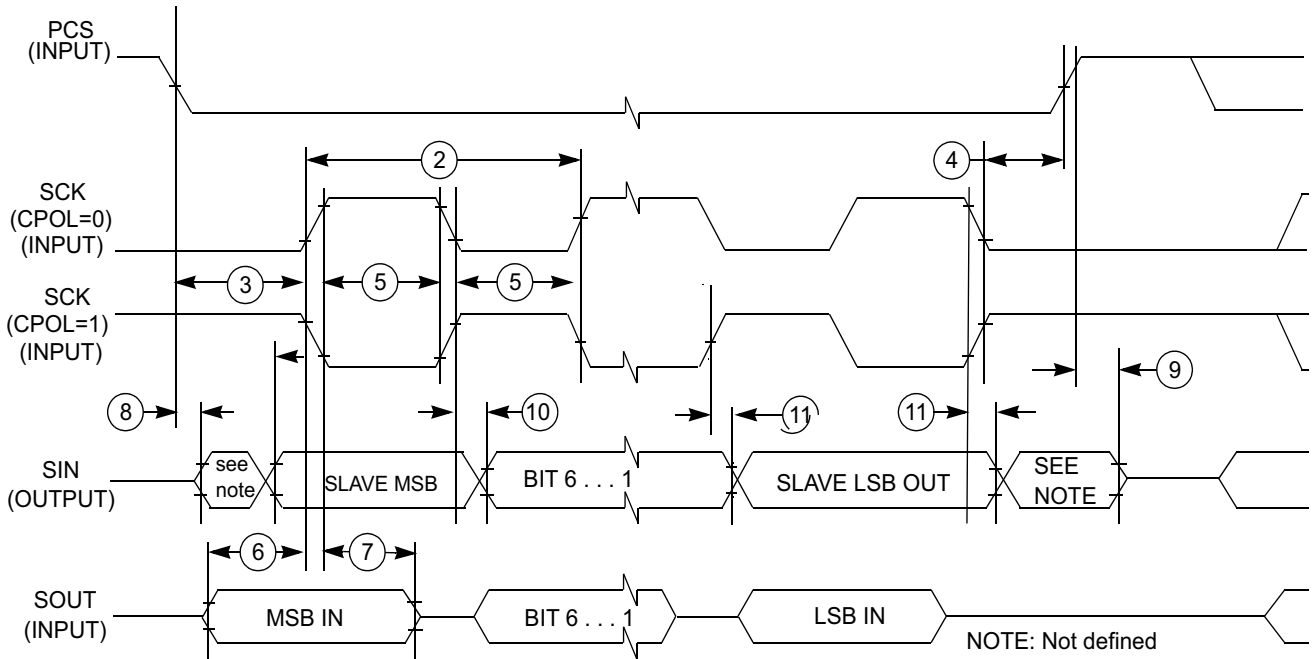 PCS
(INPUT)
2
4
SCK
(CPOL=0)
(INPUT)
3
5
5
SCK
(CPOL=1)
(INPUT)
8
10
11
11
9
SIN
(OUTPUT)
see
note
SLAVE MSB
BIT 6 . . . 1
SLAVE LSB OUT
SEE
NOTE
6
7
SOUT
(INPUT)
MSB IN
BIT 6 . . . 1
LSB IN
NOTE: Not defined